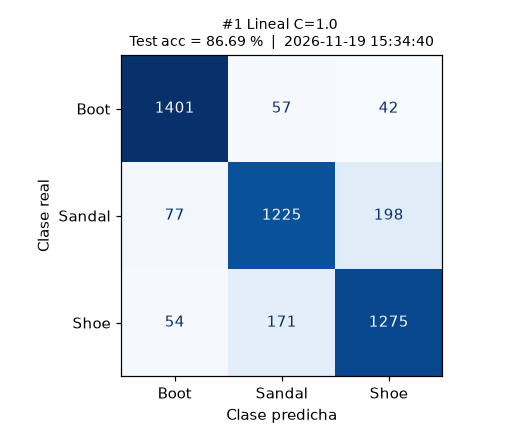 #1 Lineal C=1.0
Test acc = 86.69 % | 2026-11-19 15:34:40
Clase real
Boot 1401 57 42
Sandal 77 1225 198
Shoe 54 171 1275
Boot Sandal Shoe
Clase predicha